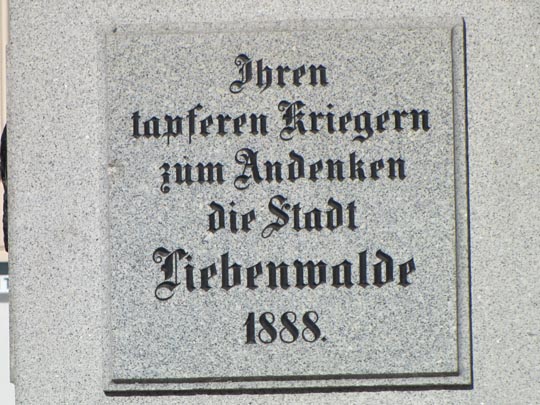 Ihren
tapferen Kriegern
zum Andenken
die Stadt
Liebenwalde
1888.